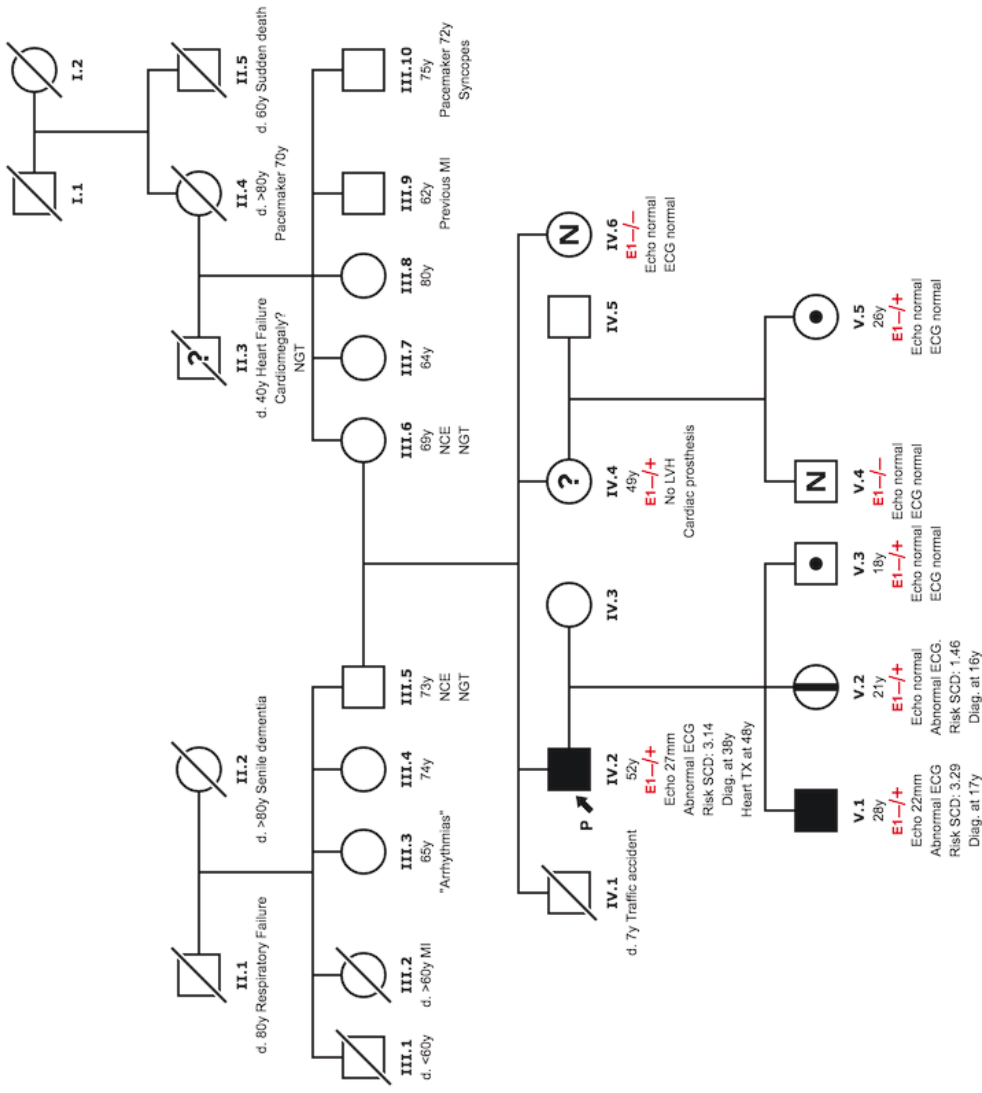 I.1
I.2
II.1
d. 80y Respiratory Failure
II.2
d. >80y Senile dementia
?
II.3
d. 40y Heart Failure
Cardiomegaly?
NGT
II.4
d. >80y
Pacemaker 70y
II.5
d. 60y Sudden death
III.1
d. <60y
III.2
d. >60y MI
III.3
65y
"Arrhythmias"
III.4
74y
III.5
73y
NCE
NGT
III.6
69y
NCE
NGT
III.7
64y
III.8
80y
III.9
62y
Previous MI
III.10
75y
Pacemaker 72y
Syncopes
IV.1
d. 7y Traffic accident
P
IV.2
52y
E1−/+
Echo 27mm
Abnormal ECG
Risk SCD: 3.14
Diag. at 38y
Heart TX at 48y
IV.3
?
IV.4
49y
E1−/+
No LVH
Cardiac prosthesis
IV.5
N
IV.6
E1−/−
Echo normal
ECG normal
V.1
28y
E1−/+
Echo 22mm
Abnormal ECG
Risk SCD: 3.29
Diag. at 17y
V.2
21y
E1−/+
Echo normal
Abnormal ECG.
Risk SCD: 1.46
Diag. at 16y
V.3
18y
E1−/+
Echo normal
ECG normal
N
V.4
E1−/−
Echo normal
ECG normal
V.5
26y
E1−/+
Echo normal
ECG normal